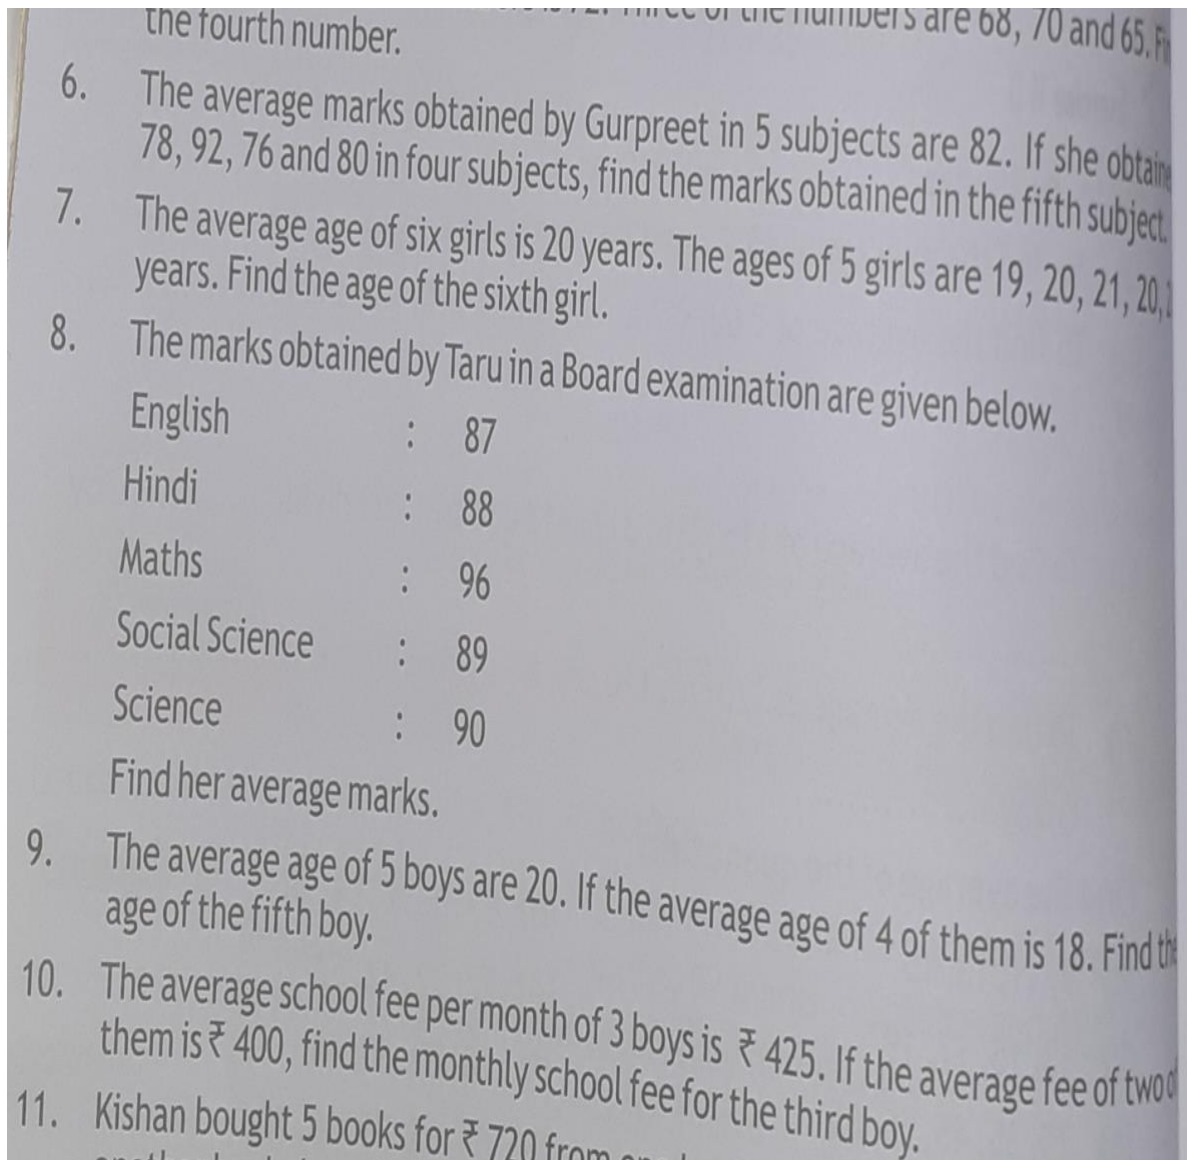 numbers are 68, 70 and 65.
the fourth number.
6. The average marks obtained by Gurpreet in 5 subjects are 82. If she
78, 92, 76 and 80 in four subjects, find the marks obtained in the fifth subject.
7. The average age of six girls is 20 years. The ages of 5 girls are 19, 20, 21, 20,
years. Find the age of the sixth girl.
8. The marks obtained by Taru in a Board examination are given below.
English : 87
Hindi : 88
Maths : 96
Social Science : 89
Science : 90
Find her average marks.
9. The average age of 5 boys are 20. If the average age of 4 of them is 18. Find
age of the fifth boy.
10. The average school fee per month of 3 boys is ₹ 425. If the average fee of two
them is ₹ 400, find the monthly school fee for the third boy.
11. Kishan bought 5 books for ₹ 720 from